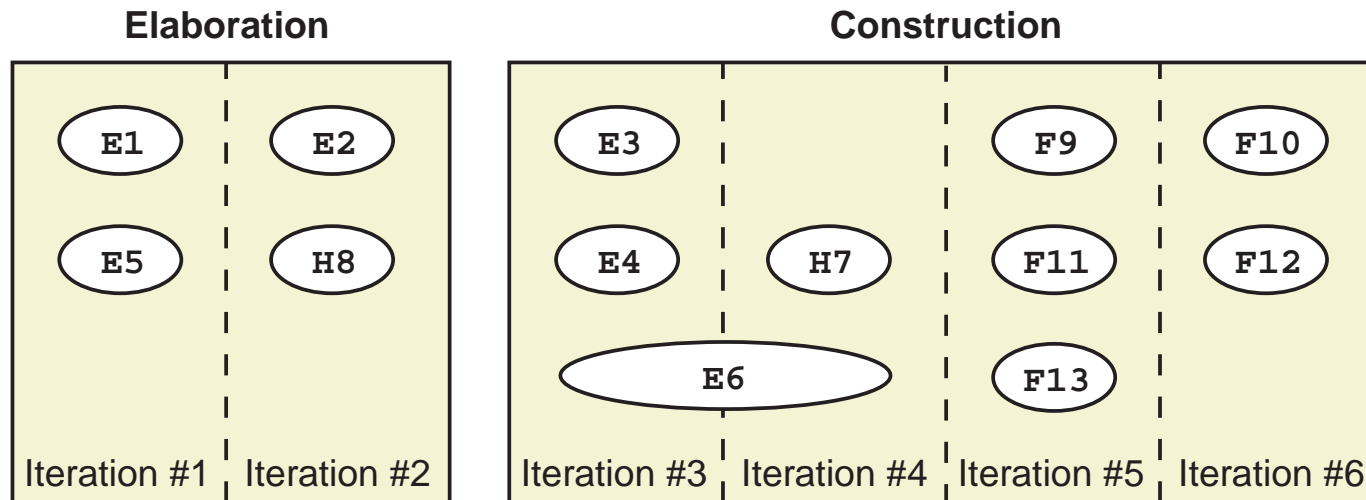 Elaboration
Construction
E1 E2 E3 F9 F10
E5 H8 E4 H7 F11 F12
E6 F13
Iteration #1 Iteration #2 Iteration #3 Iteration #4 Iteration #5 Iteration #6